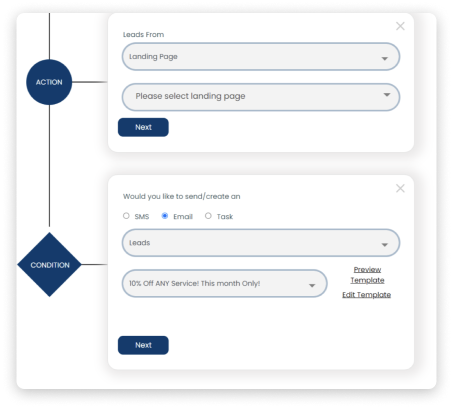 Leads From
Landing Page
ACTION
Please select landing page
Next
Would you like to send/create an
SMS Email Task
Leads
CONDITION
10% Off ANY Service! This month Only!
Preview
Template
Edit Template
Next